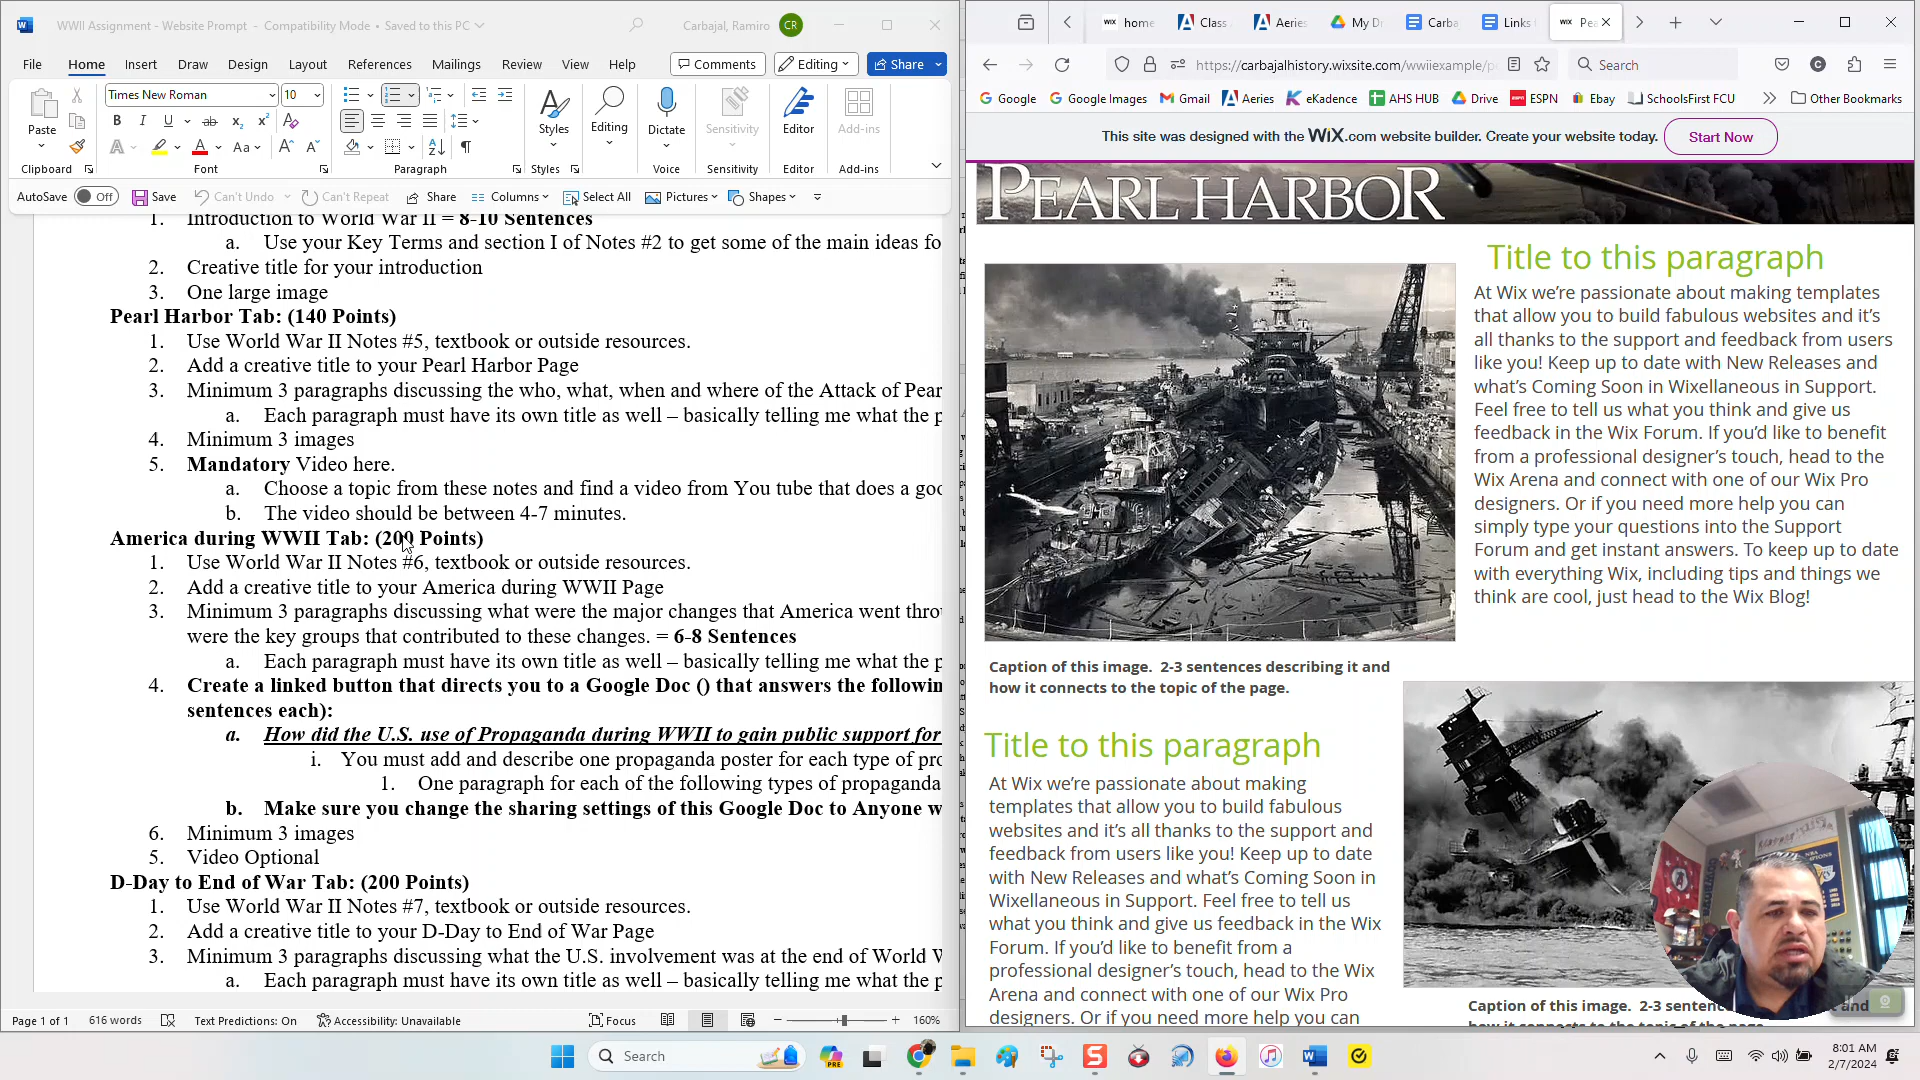 WWII Assignment - Website Prompt - Compatibility Mode • Saved to this PC
Carbajal, Ramiro
CR
File Home Insert Draw Design Layout References Mailings Review View Help Comments Editing Share
Times New Roman 10
Paste Styles Editing Dictate Sensitivity Editor Add-ins
Clipboard Font Paragraph Styles Voice Sensitivity Editor Add-ins
AutoSave Off Save Can't Undo Can't Repeat Share Columns Select All Pictures Shapes
1. Introduction to World War II = 8-10 Sentences
a. Use your Key Terms and section I of Notes #2 to get some of the main ideas fo
2. Creative title for your introduction
3. One large image
Pearl Harbor Tab: (140 Points)
1. Use World War II Notes #5, textbook or outside resources.
2. Add a creative title to your Pearl Harbor Page
3. Minimum 3 paragraphs discussing the who, what, when and where of the Attack of Pear
a. Each paragraph must have its own title as well – basically telling me what the p
4. Minimum 3 images
5. Mandatory Video here.
a. Choose a topic from these notes and find a video from You tube that does a goo
b. The video should be between 4-7 minutes.
America during WWII Tab: (200 Points)
1. Use World War II Notes #6, textbook or outside resources.
2. Add a creative title to your America during WWII Page
3. Minimum 3 paragraphs discussing what were the major changes that America went throu
were the key groups that contributed to these changes. = 6-8 Sentences
a. Each paragraph must have its own title as well – basically telling me what the p
4. Create a linked button that directs you to a Google Doc () that answers the followin
sentences each):
a. How did the U.S. use of Propaganda during WWII to gain public support for
i. You must add and describe one propaganda poster for each type of pro
1. One paragraph for each of the following types of propaganda
b. Make sure you change the sharing settings of this Google Doc to Anyone w
6. Minimum 3 images
5. Video Optional
D-Day to End of War Tab: (200 Points)
1. Use World War II Notes #7, textbook or outside resources.
2. Add a creative title to your D-Day to End of War Page
3. Minimum 3 paragraphs discussing what the U.S. involvement was at the end of World W
a. Each paragraph must have its own title as well – basically telling me what the p
Page 1 of 1 616 words Text Predictions: On Accessibility: Unavailable Focus 160%
WIX home Class Aeries My Dr Carba Links WIX Pea
https://carbajalhistory.wixsite.com/wwiiexample/p
Search
Google Google Images Gmail Aeries eKadence AHS HUB Drive ESPN Ebay SchoolsFirst FCU Other Bookmarks
This site was designed with the WiX.com website builder. Create your website today. Start Now
PEARL HARBOR
Title to this paragraph
At Wix we're passionate about making templates
that allow you to build fabulous websites and it's
all thanks to the support and feedback from users
like you! Keep up to date with New Releases and
what's Coming Soon in Wixellaneous in Support.
Feel free to tell us what you think and give us
feedback in the Wix Forum. If you'd like to benefit
from a professional designer's touch, head to the
Wix Arena and connect with one of our Wix Pro
designers. Or if you need more help you can
simply type your questions into the Support
Forum and get instant answers. To keep up to date
with everything Wix, including tips and things we
think are cool, just head to the Wix Blog!
Caption of this image. 2-3 sentences describing it and
how it connects to the topic of the page.
Title to this paragraph
At Wix we're passionate about making
templates that allow you to build fabulous
websites and it's all thanks to the support and
feedback from users like you! Keep up to date
with New Releases and what's Coming Soon in
Wixellaneous in Support. Feel free to tell us
what you think and give us feedback in the Wix
Forum. If you'd like to benefit from a
professional designer's touch, head to the Wix
Arena and connect with one of our Wix Pro
designers. Or if you need more help you can
Caption of this image. 2-3 sentenc and
Search
8:01 AM
2/7/2024